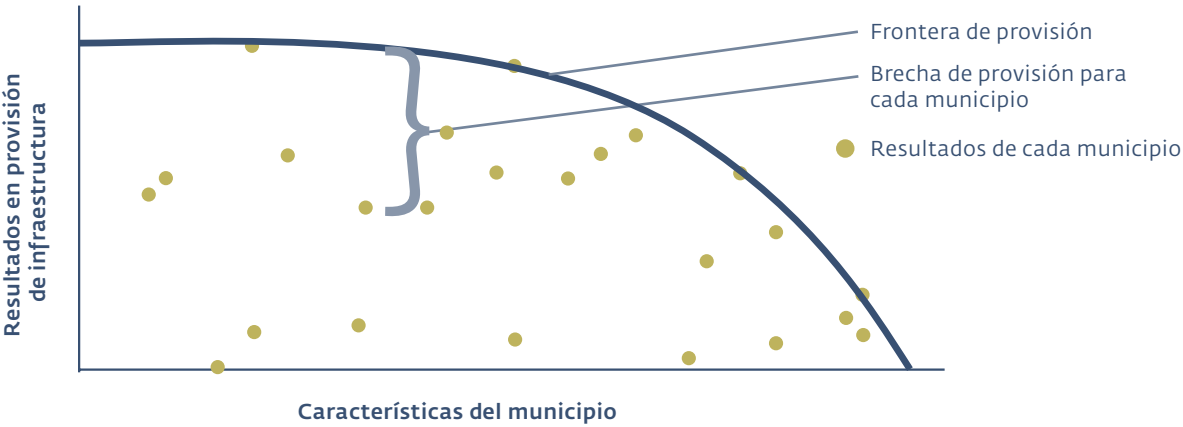 Frontera de provisión
Brecha de provisión para
cada municipio
Resultados de cada municipio
Resultados en provisión
de infraestructura
Características del municipio